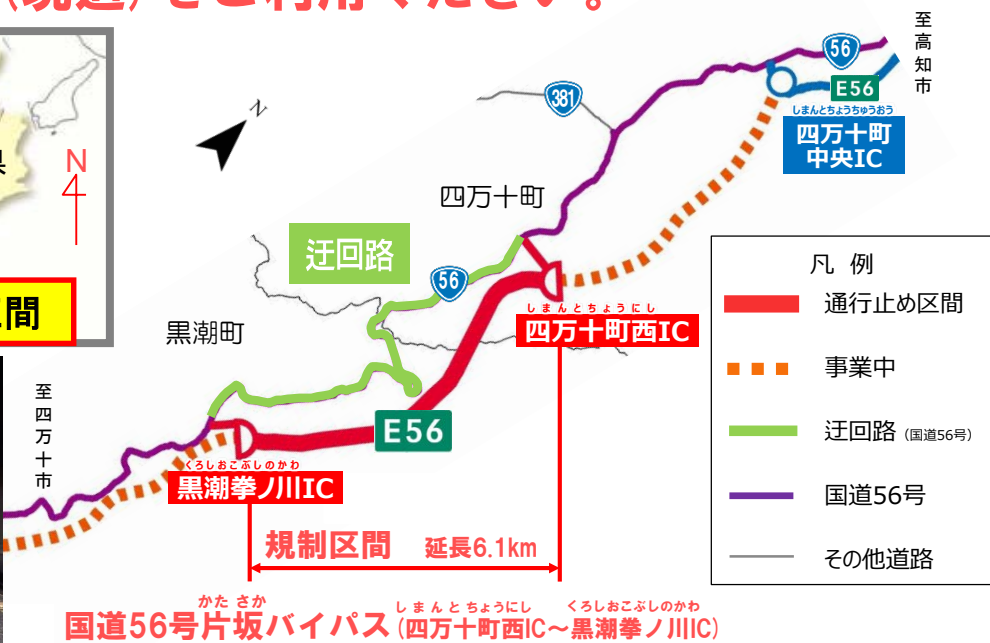 (現道)をご利用ください。
至高知市
56
E56
しまんとちょうちゅうおう
四万十町
中央IC
381
N
N
四万十町
迂回路
56
凡 例
通行止め区間
事業中
迂回路 (国道56号)
国道56号
その他道路
間
黒潮町
しまんとちょうにし
四万十町西IC
至四万十市
E56
くろしおこぶしのかわ
黒潮拳ノ川IC
規制区間 延長6.1km
かたさか しまんとちょうにし くろしおこぶしのかわ
国道56号片坂バイパス(四万十町西IC~黒潮拳ノ川IC)